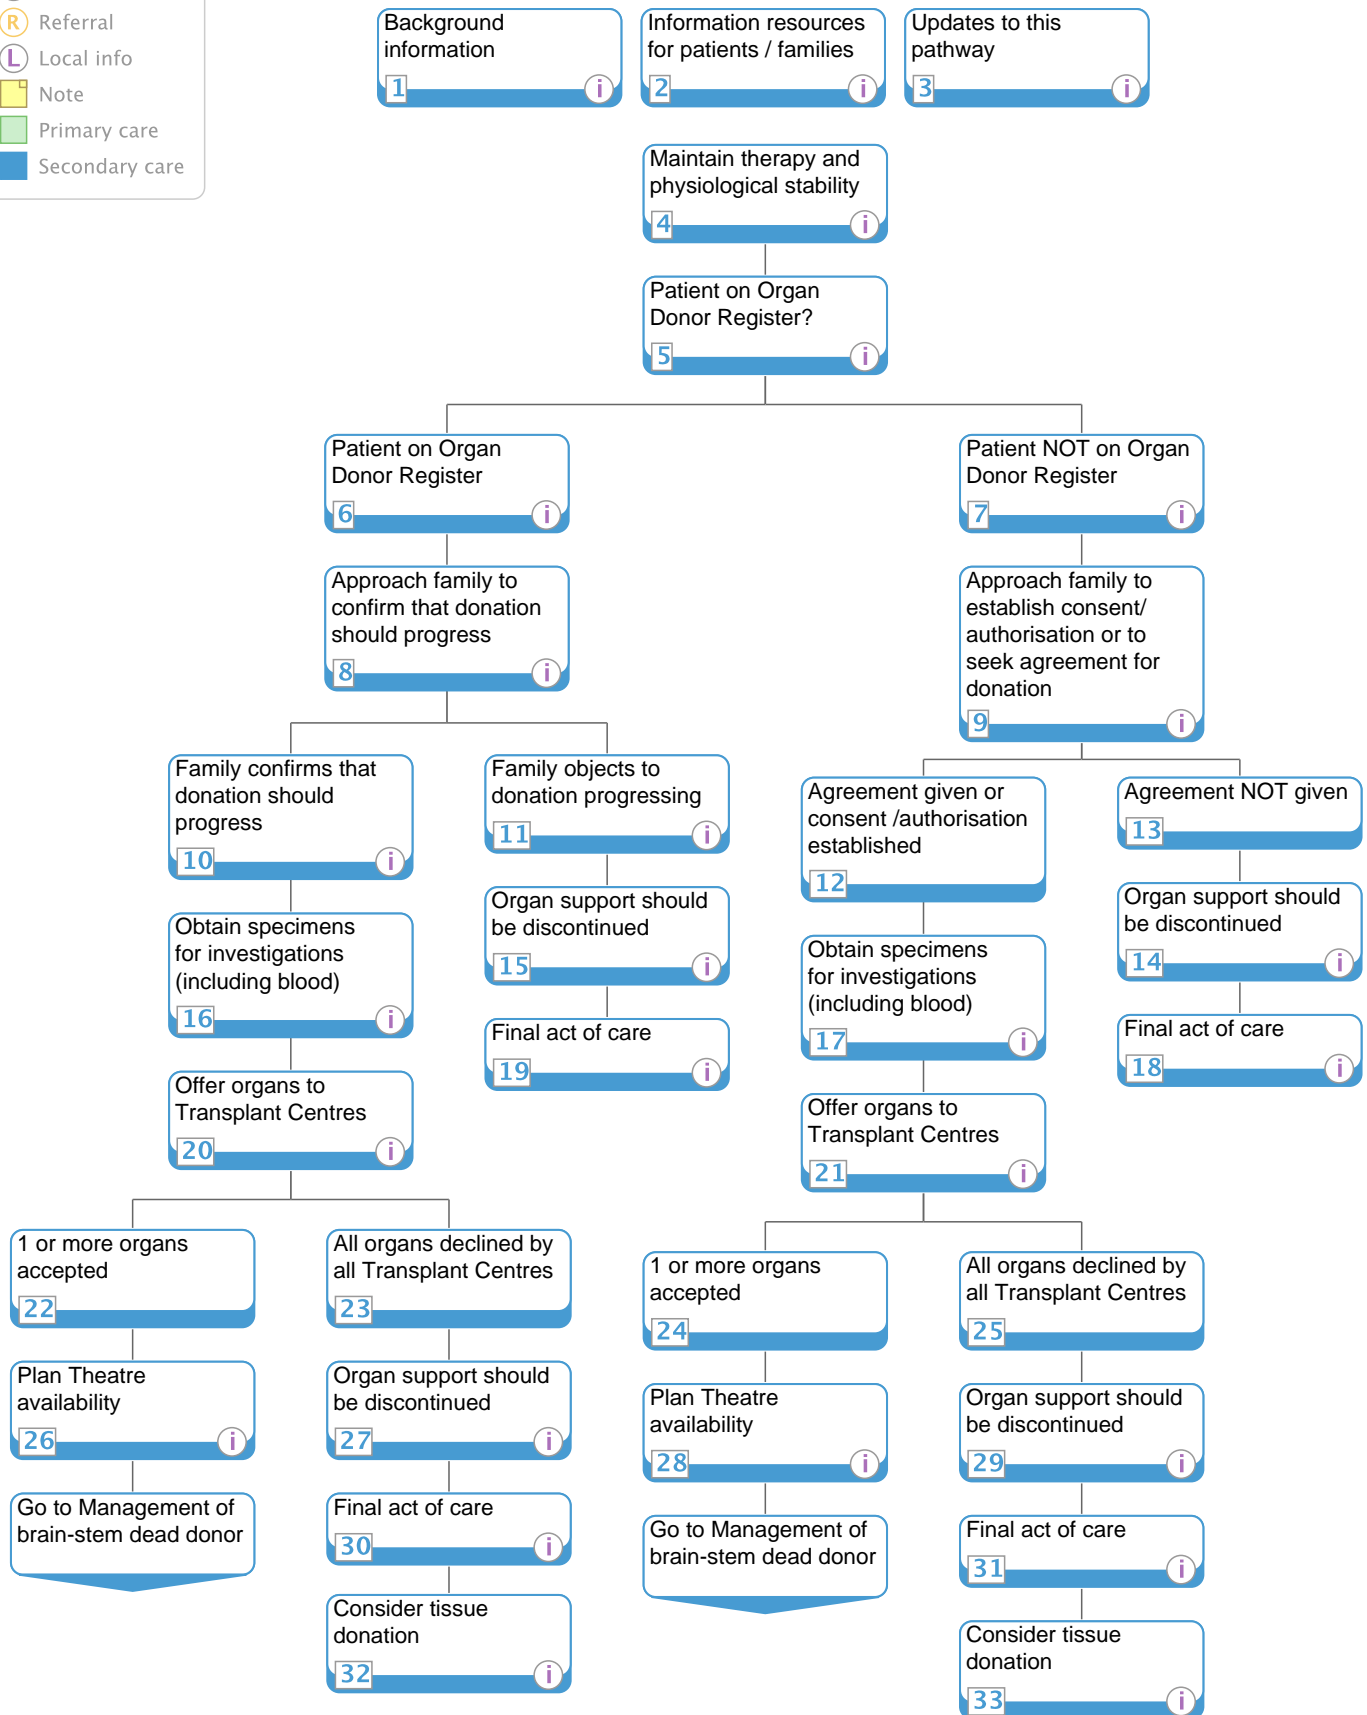 R Referral
L Local info
Note
Primary care
Secondary care
Background
information
1 i
Information resources
for patients / families
2 i
Updates to this
pathway
3 i
Maintain therapy and
physiological stability
4 i
Patient on Organ
Donor Register?
5 i
Patient on Organ
Donor Register
6 i
Patient NOT on Organ
Donor Register
7 i
Approach family to
confirm that donation
should progress
8 i
Approach family to
establish consent/
authorisation or to
seek agreement for
donation
9 i
Family confirms that
donation should
progress
10 i
Family objects to
donation progressing
11 i
Agreement given or
consent /authorisation
established
12
Agreement NOT given
13
Organ support should
be discontinued
15 i
Organ support should
be discontinued
14 i
Obtain specimens
for investigations
(including blood)
16 i
Obtain specimens
for investigations
(including blood)
17 i
Final act of care
19 i
Final act of care
18 i
Offer organs to
Transplant Centres
20 i
Offer organs to
Transplant Centres
21 i
1 or more organs
accepted
22
All organs declined by
all Transplant Centres
23
1 or more organs
accepted
24
All organs declined by
all Transplant Centres
25
Plan Theatre
availability
26 i
Organ support should
be discontinued
27 i
Plan Theatre
availability
28 i
Organ support should
be discontinued
29 i
Go to Management of
brain-stem dead donor
Final act of care
30 i
Go to Management of
brain-stem dead donor
Final act of care
31 i
Consider tissue
donation
32 i
Consider tissue
donation
33 i